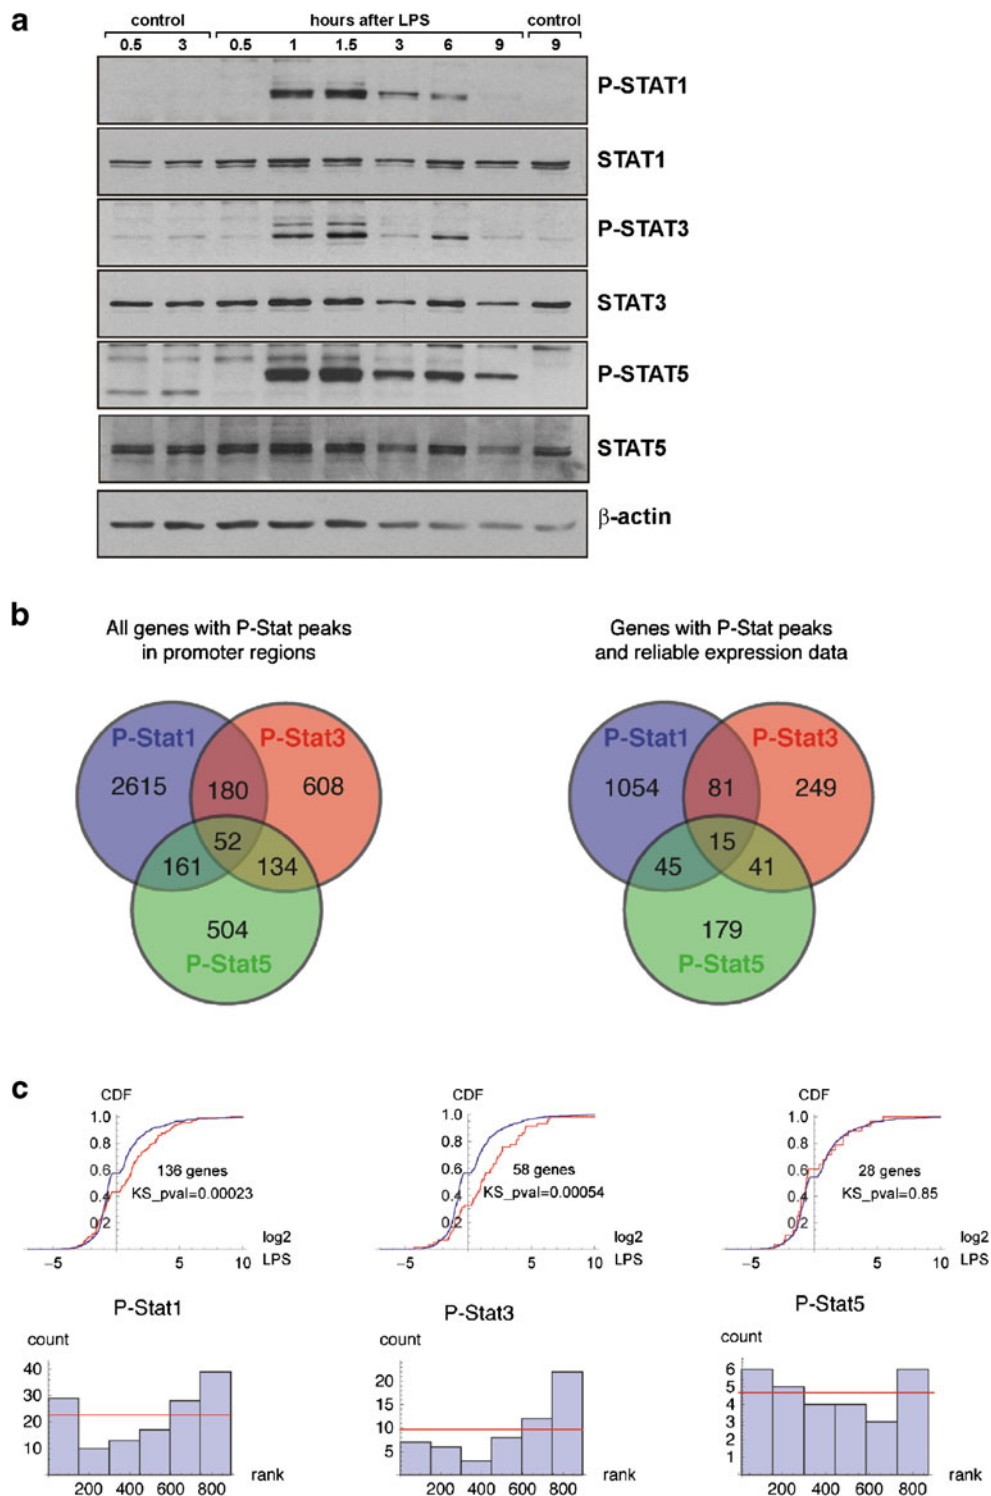 a
control hours after LPS control
0.5 3 0.5 1 1.5 3 6 9 9
P-STAT1
STAT1
P-STAT3
STAT3
P-STAT5
STAT5
β-actin
b
All genes with P-Stat peaks
in promoter regions
P-Stat1 P-Stat3
2615 180 608
52
161 134
504
P-Stat5
Genes with P-Stat peaks
and reliable expression data
P-Stat1 P-Stat3
1054 81 249
15
45 41
179
P-Stat5
c
CDF
1.0
0.8
0.6
0.4
0.2
136 genes
KS_pval=0.00023
log2
LPS
−5 5 10
P-Stat1
CDF
1.0
0.8
0.6
0.4
0.2
58 genes
KS_pval=0.00054
log2
LPS
−5 5 10
P-Stat3
CDF
1.0
0.8
0.6
0.4
0.2
28 genes
KS_pval=0.85
log2
LPS
−5 5 10
P-Stat5
count
40
30
20
10
200 400 600 800
rank
count
20
15
10
5
200 400 600 800
rank
count
6
5
4
3
2
1
200 400 600 800
rank